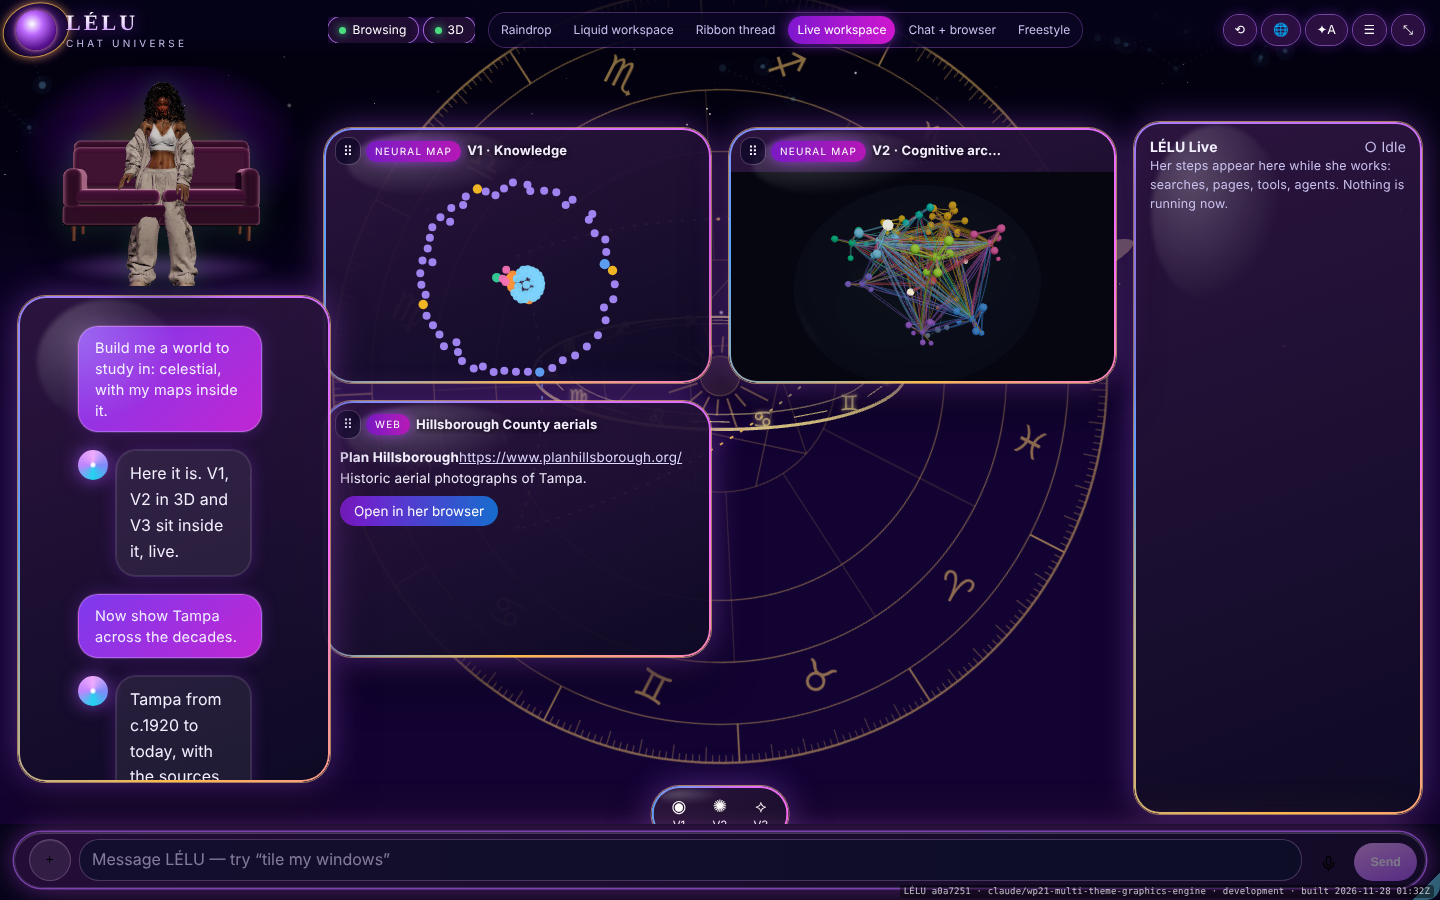 LÉLU
CHAT UNIVERSE
Browsing
3D
Raindrop
Liquid workspace
Ribbon thread
Live workspace
Chat + browser
Freestyle
✦A
NEURAL MAP V1 · Knowledge
NEURAL MAP V2 · Cognitive arc...
LÉLU Live
Idle
Her steps appear here while she works:
searches, pages, tools, agents. Nothing is
running now.
Build me a world to
study in: celestial,
with my maps inside
it.
Here it is. V1,
V2 in 3D and
V3 sit inside
it, live.
Now show Tampa
across the decades.
Tampa from
c.1920 to
today, with
the sources
WEB Hillsborough County aerials
Plan Hillsboroughhttps://www.planhillsborough.org/
Historic aerial photographs of Tampa.
Open in her browser
V1 V2 V3
Message LÉLU — try “tile my windows”
Send
LÉLU a0a7251 · claude/wp21-multi-theme-graphics-engine · development · built 2026-11-28 01:32Z